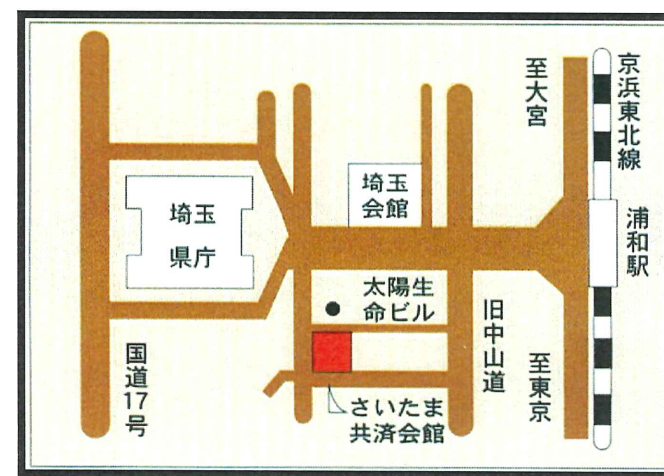 京浜東北線
至大宮
浦和駅
埼玉
会館
埼玉
県庁
太陽生
命ビル
旧中山道
至東京
国道17号
さいたま
共済会館